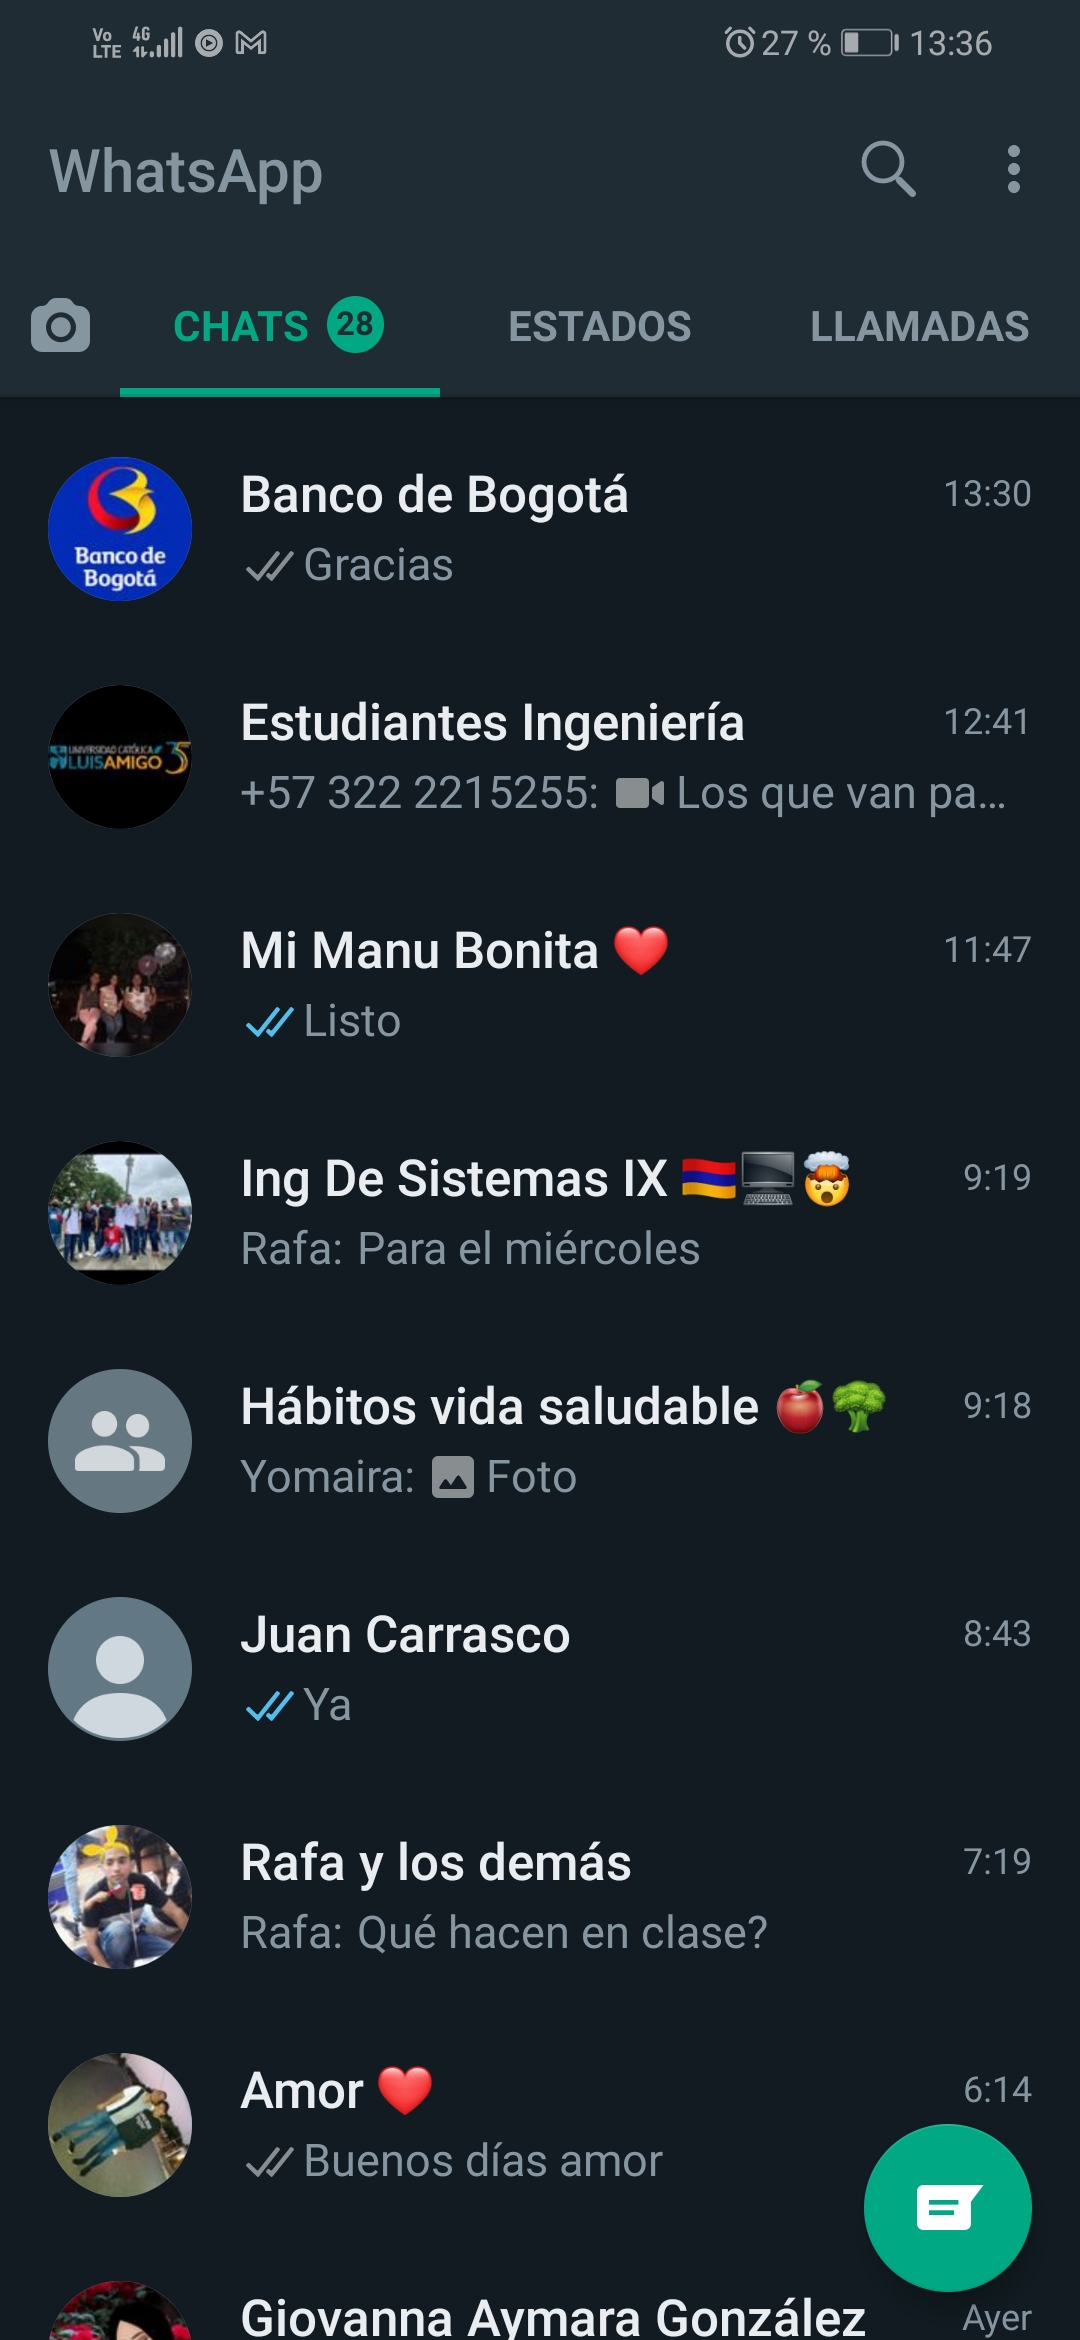 Vo LTE 4G 27 % 13:36
WhatsApp
CHATS 28 ESTADOS LLAMADAS
Banco de Bogotá 13:30
Banco de
Bogotá
Gracias
Estudiantes Ingeniería 12:41
UNIVERSIDAD CATÓLICA
LUISAMIGO 35
+57 322 2215255: Los que van pa...
Mi Manu Bonita ❤️ 11:47
Listo
Ing De Sistemas IX 🇦🇲🖥️🤯 9:19
Rafa: Para el miércoles
Hábitos vida saludable 🍎🥦 9:18
Yomaira: Foto
Juan Carrasco 8:43
Ya
Rafa y los demás 7:19
Rafa: Qué hacen en clase?
Amor ❤️ 6:14
Buenos días amor
Giovanna Aymara González Ayer